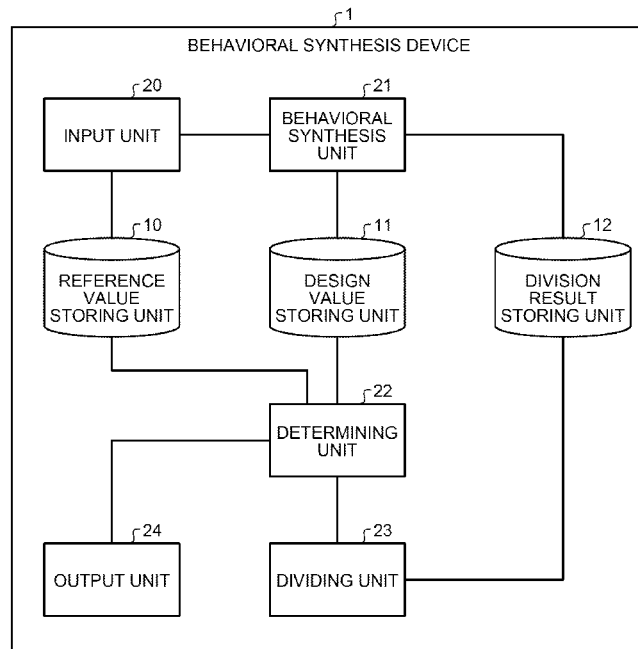 1
BEHAVIORAL SYNTHESIS DEVICE
20
INPUT UNIT
21
BEHAVIORAL
SYNTHESIS
UNIT
10
REFERENCE
VALUE
STORING UNIT
11
DESIGN
VALUE
STORING UNIT
12
DIVISION
RESULT
STORING UNIT
22
DETERMINING
UNIT
24
OUTPUT UNIT
23
DIVIDING UNIT